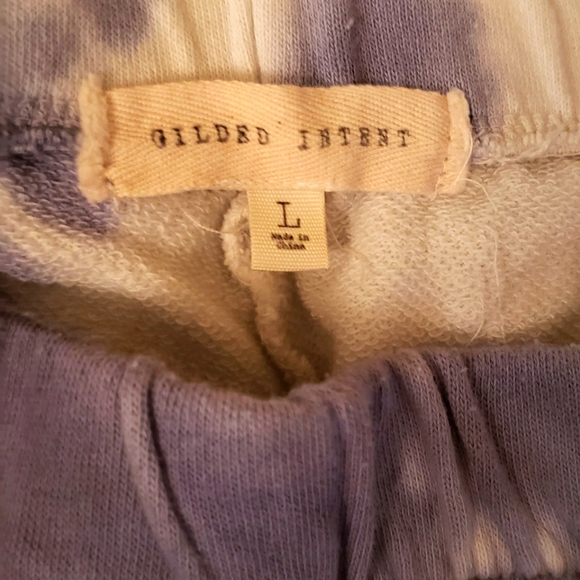 GILDED INTENT
L
Made in
China